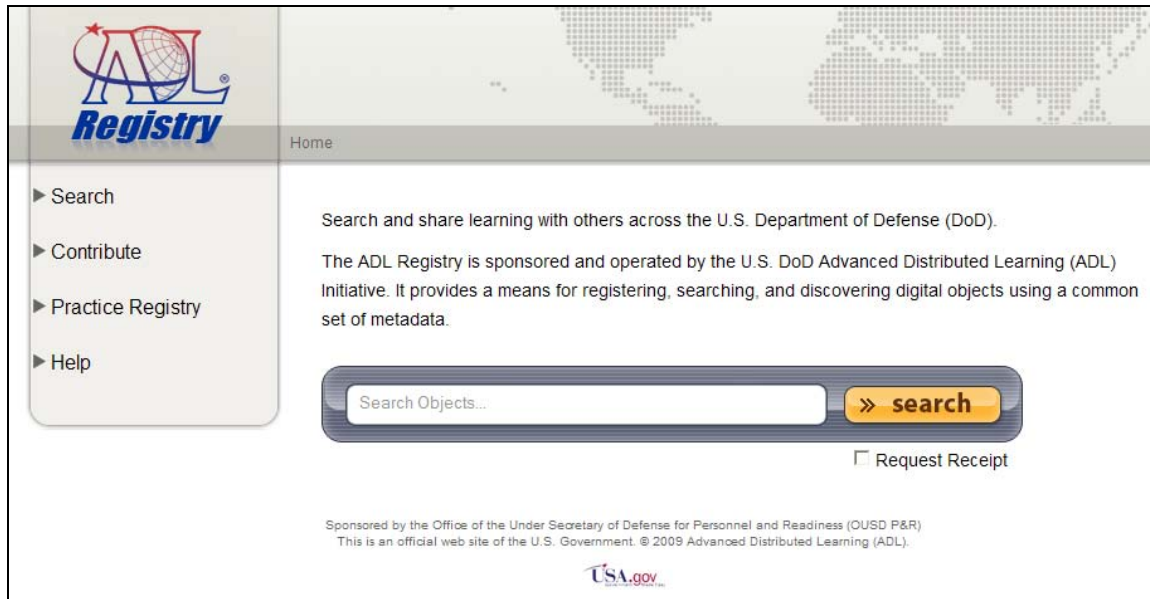 ADL®
Registry
Home
Search
Contribute
Practice Registry
Help
Search and share learning with others across the U.S. Department of Defense (DoD).
The ADL Registry is sponsored and operated by the U.S. DoD Advanced Distributed Learning (ADL)
Initiative. It provides a means for registering, searching, and discovering digital objects using a common
set of metadata.
Search Objects...
» search
Request Receipt
Sponsored by the Office of the Under Secretary of Defense for Personnel and Readiness (OUSD P&R)
This is an official web site of the U.S. Government. © 2009 Advanced Distributed Learning (ADL).
USA.gov